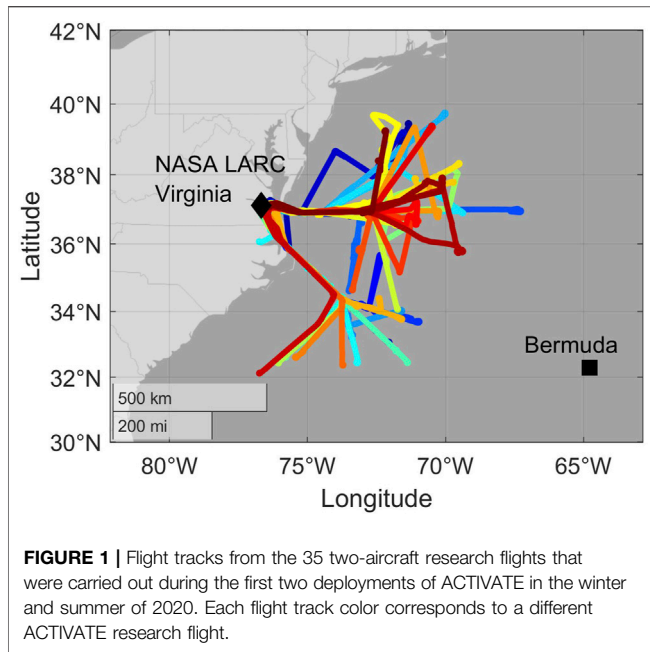 42°N
40°N
38°N
36°N
34°N
32°N
30°N
Latitude
NASA LARC
Virginia
Bermuda
500 km
200 mi
80°W 75°W 70°W 65°W
Longitude
FIGURE 1 | Flight tracks from the 35 two-aircraft research flights that
were carried out during the first two deployments of ACTIVATE in the winter
and summer of 2020. Each flight track color corresponds to a different
ACTIVATE research flight.